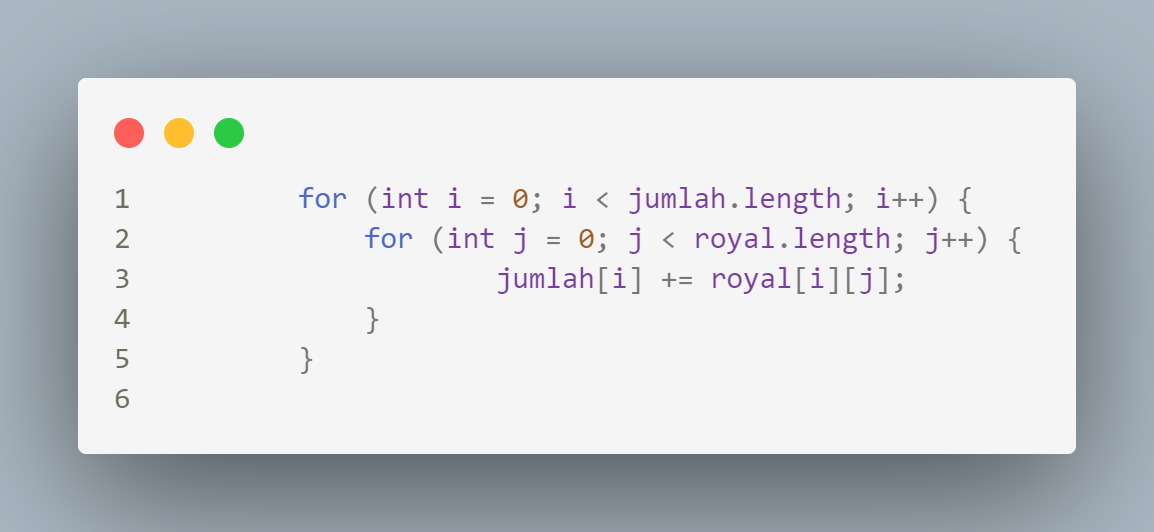 1 for (int i = 0; i < jumlah.length; i++) {
2 for (int j = 0; j < royal.length; j++) {
3 jumlah[i] += royal[i][j];
4 }
5 }
6